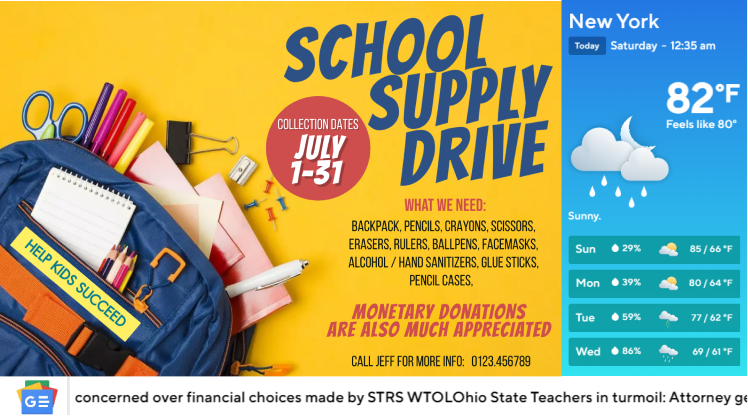 SCHOOL
SUPPLY
DRIVE
COLLECTION DATES
JULY
1-31
WHAT WE NEED:
BACKPACK, PENCILS, CRAYONS, SCISSORS,
ERASERS, RULERS, BALLPENS, FACEMASKS,
ALCOHOL / HAND SANITIZERS, GLUE STICKS,
PENCIL CASES,
MONETARY DONATIONS
ARE ALSO MUCH APPRECIATED
CALL JEFF FOR MORE INFO: 0123.456789
HELP KIDS SUCCEED
New York
Today Saturday - 12:35 am
82°F
Feels like 80°
Sunny.
Sun 29% 85 / 66 °F
Mon 39% 80 / 64 °F
Tue 59% 77 / 62 °F
Wed 86% 69 / 61 °F
GE concerned over financial choices made by STRS WTOLOhio State Teachers in turmoil: Attorney ge